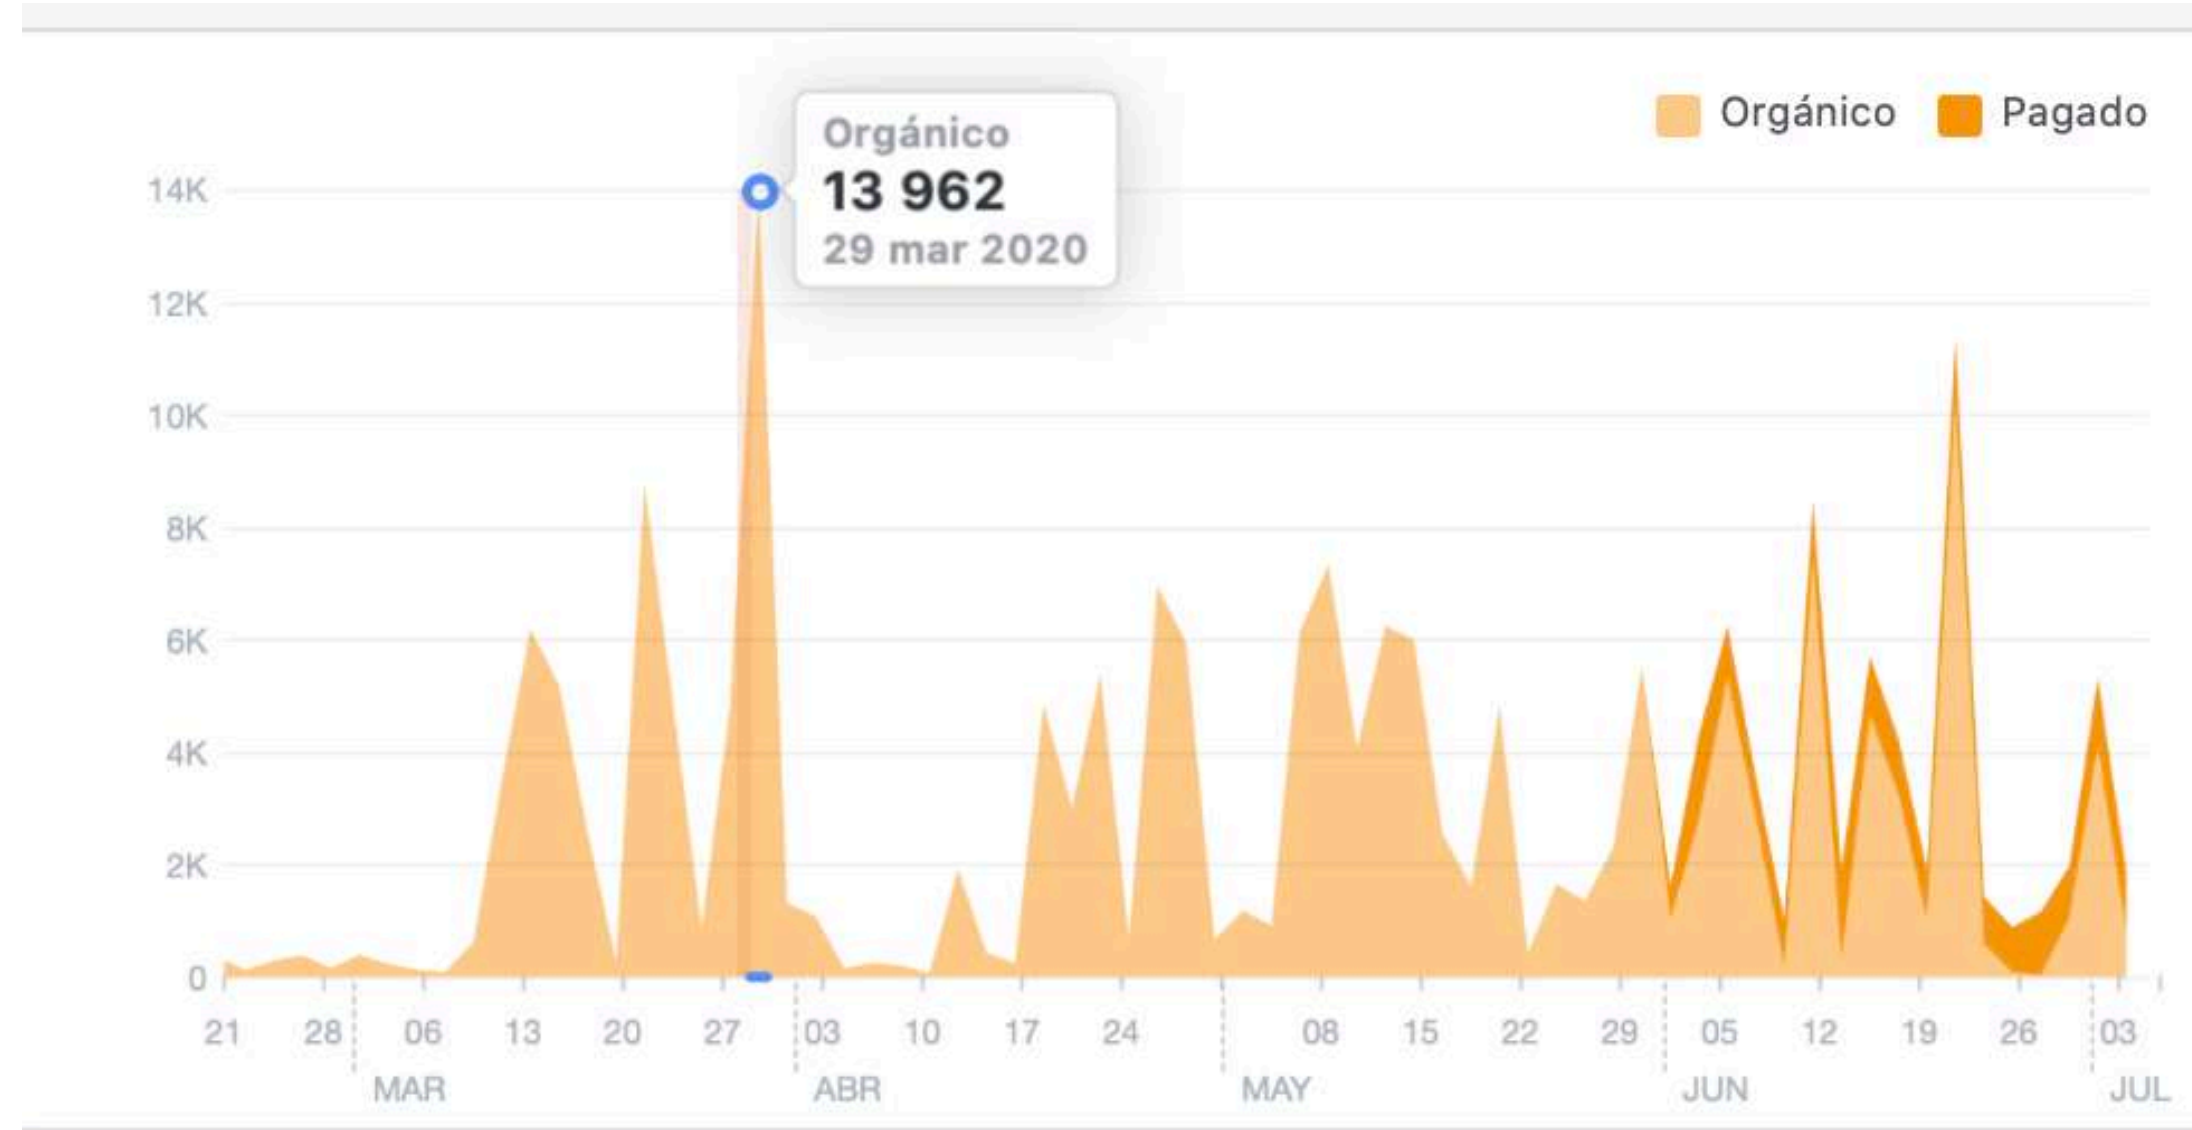 Orgánico Pagado
Orgánico
13 962
29 mar 2020
14K
12K
10K
8K
6K
4K
2K
0
21 28 06 13 20 27 03 10 17 24 08 15 22 29 05 12 19 26 03
MAR ABR MAY JUN JUL